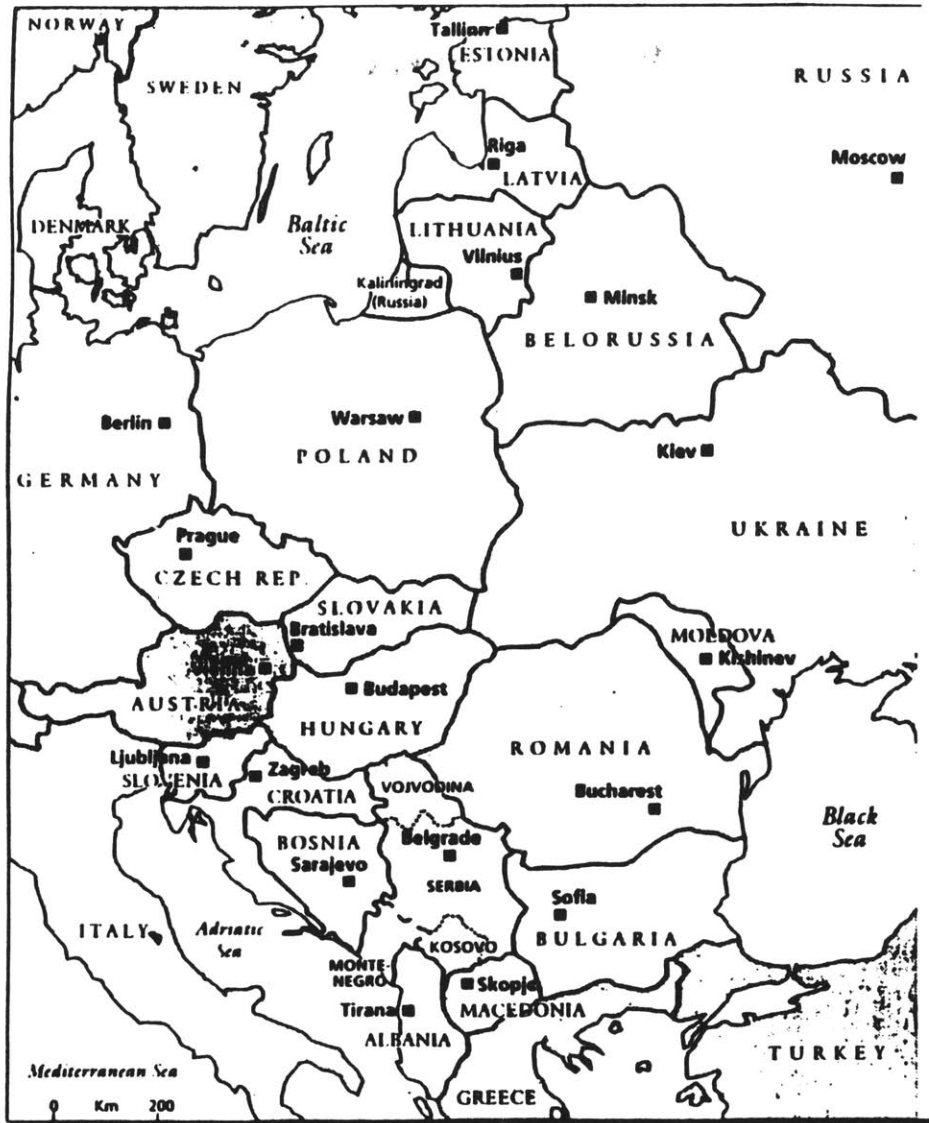 NORWAY
Tallinn
ESTONIA
RUSSIA
SWEDEN
Riga
LATVIA
Moscow
DENMARK
Baltic
Sea
LITHUANIA
Vilnius
Kaliningrad
(Russia)
Minsk
BELORUSSIA
Berlin
Warsaw
POLAND
Kiev
GERMANY
UKRAINE
Prague
CZECH REP.
SLOVAKIA
Bratislava
MOLDOVA
Kishinev
Vienna
AUSTRIA
Budapest
HUNGARY
ROMANIA
Ljubljana
SLOVENIA
Zagreb
CROATIA
VOJVODINA
Bucharest
Black
Sea
BOSNIA
Sarajevo
Belgrade
SERBIA
Sofia
BULGARIA
ITALY
Adriatic
Sea
KOSOVO
MONTE-
NEGRO
Skopje
MACEDONIA
Tirana
ALBANIA
TURKEY
Mediterranean Sea
GREECE
0 Km 200